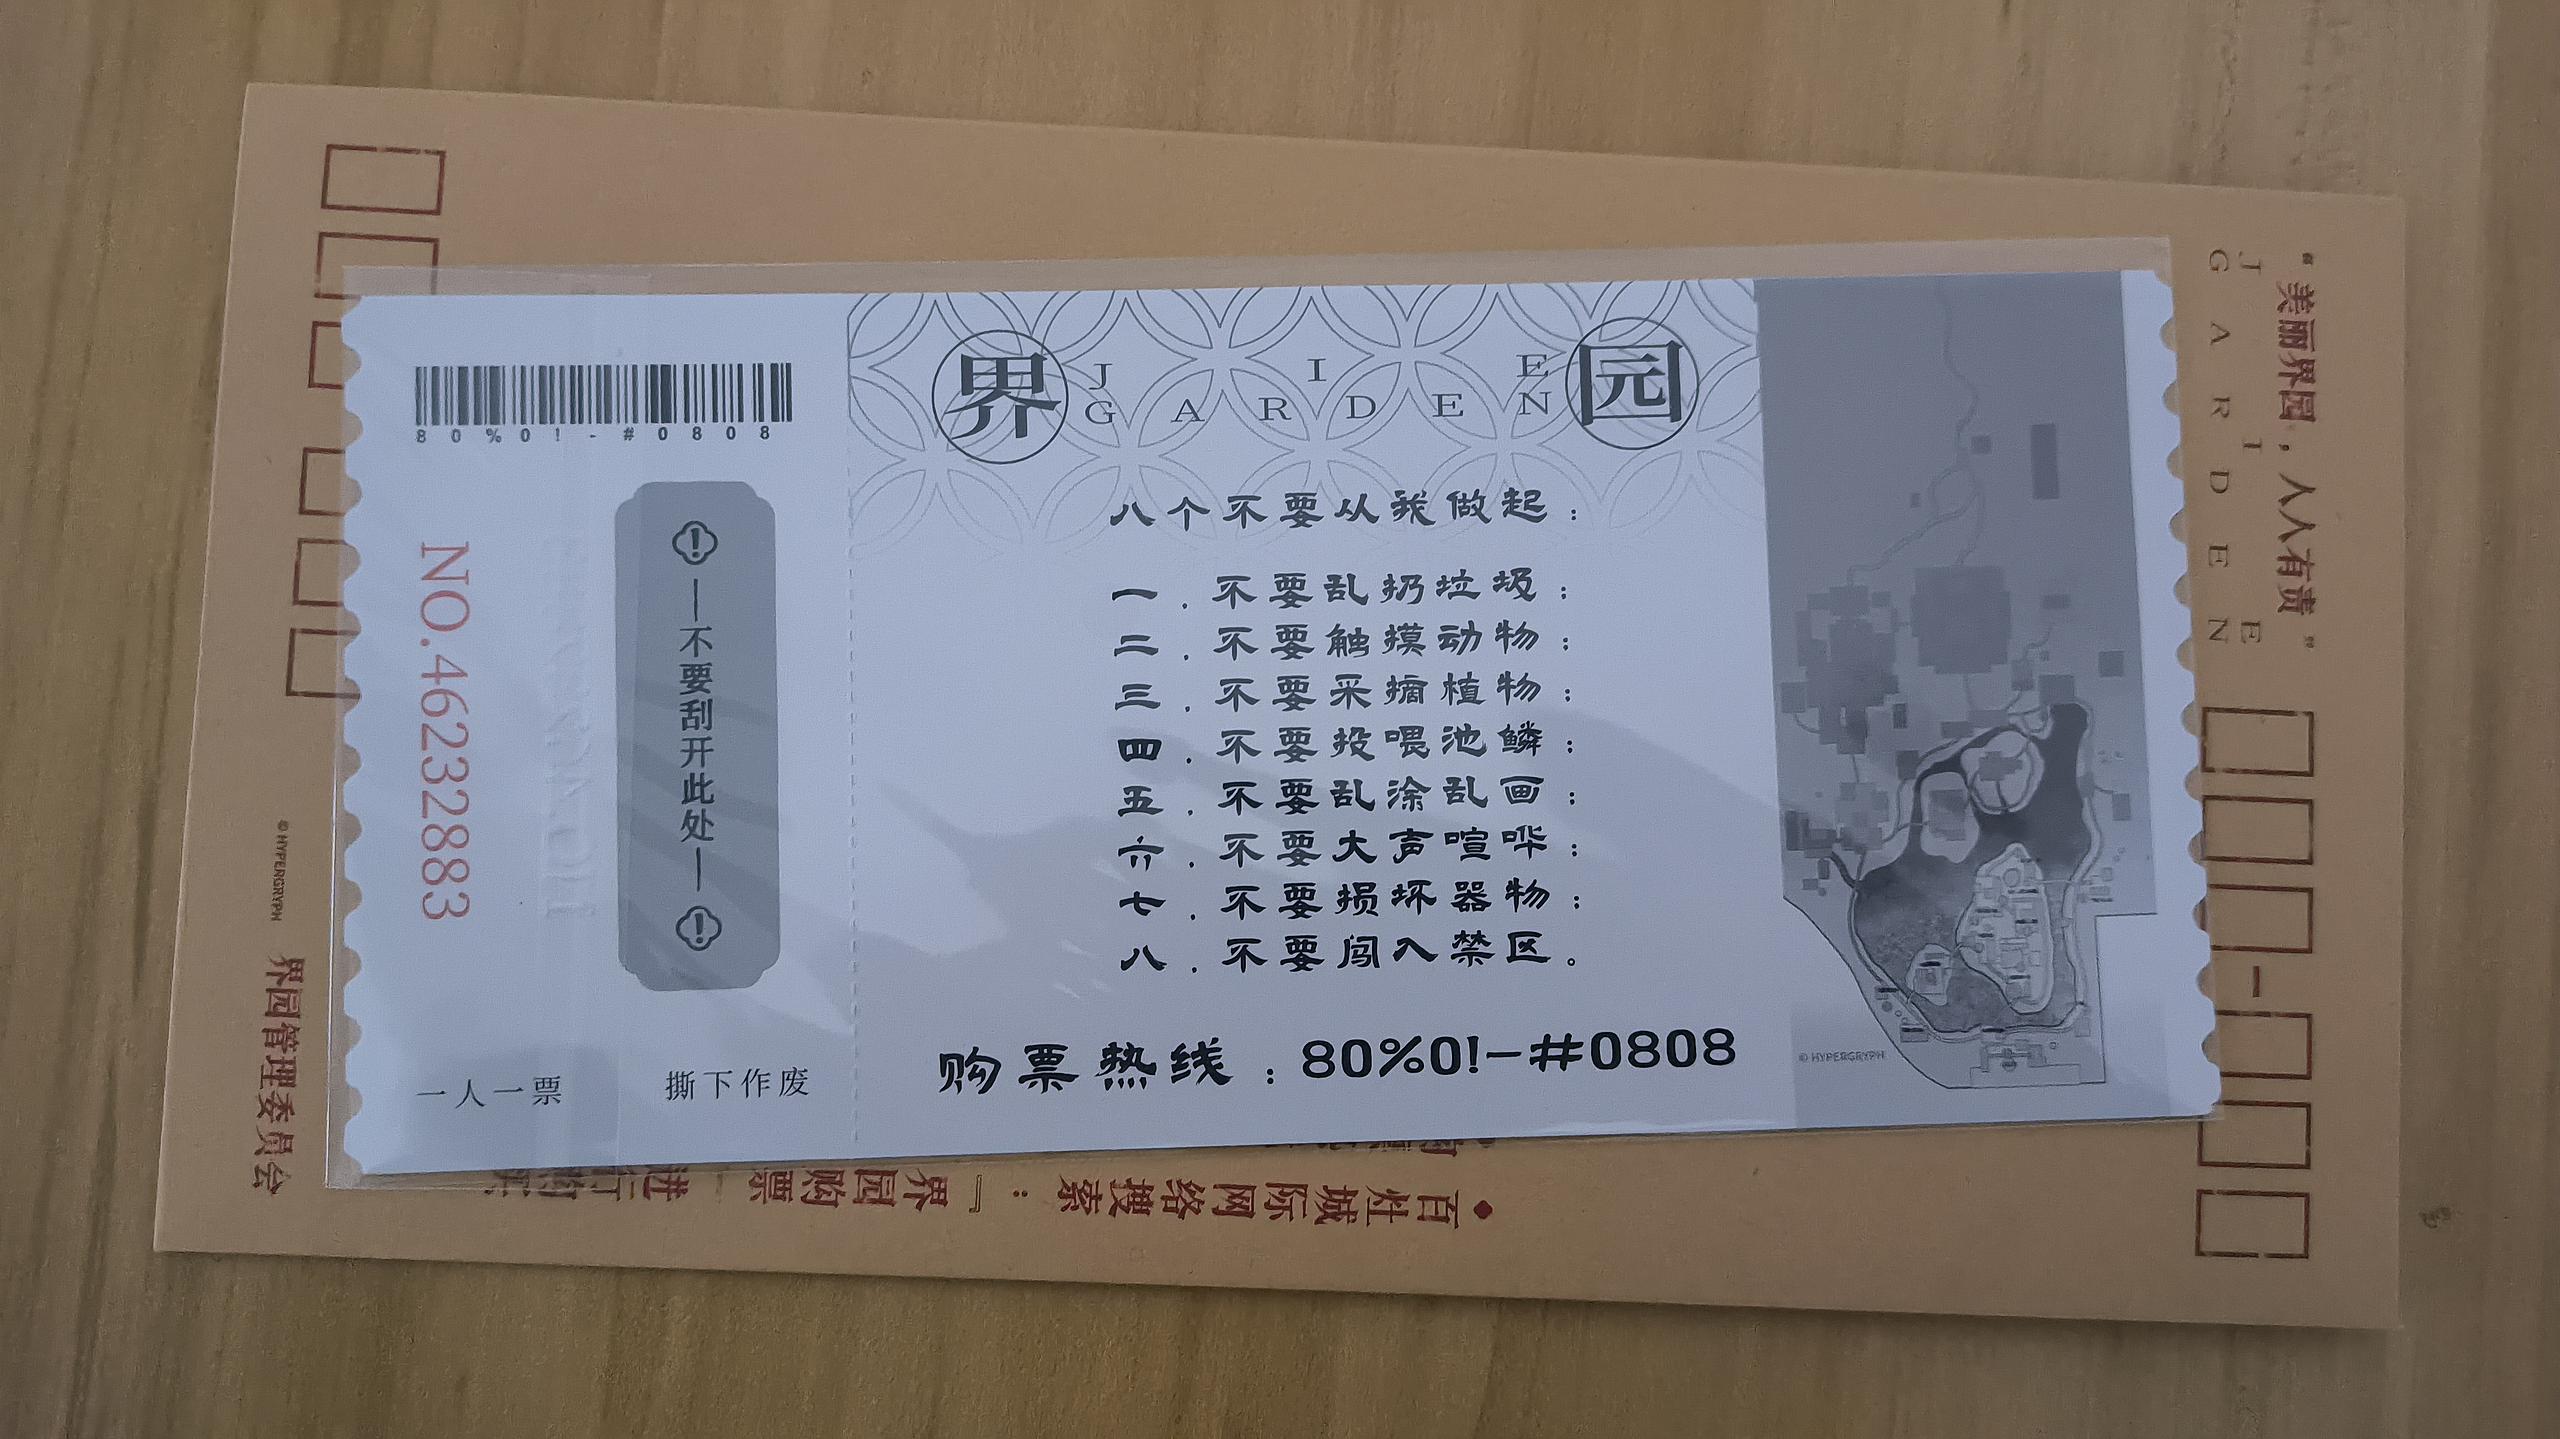 80%0!-#0808
NO.46232883
不要刮开此处
一人一票
撕下作废
界 JIE GARDEN 园
八个不要从我做起：
一．不要乱扔垃圾；
二．不要触摸动物；
三．不要采摘植物；
四．不要投喂池鳞；
五．不要乱涂乱画；
六．不要大声喧哗；
七．不要损坏器物；
八．不要闯入禁区。
购票热线：80%0!-#0808
© HYPERGRYPH
“美丽界园，人人有责”
JIE
GARDEN
© HYPERGRYPH
界园管理委员会
◆百灶城际网络搜索：『界园购票